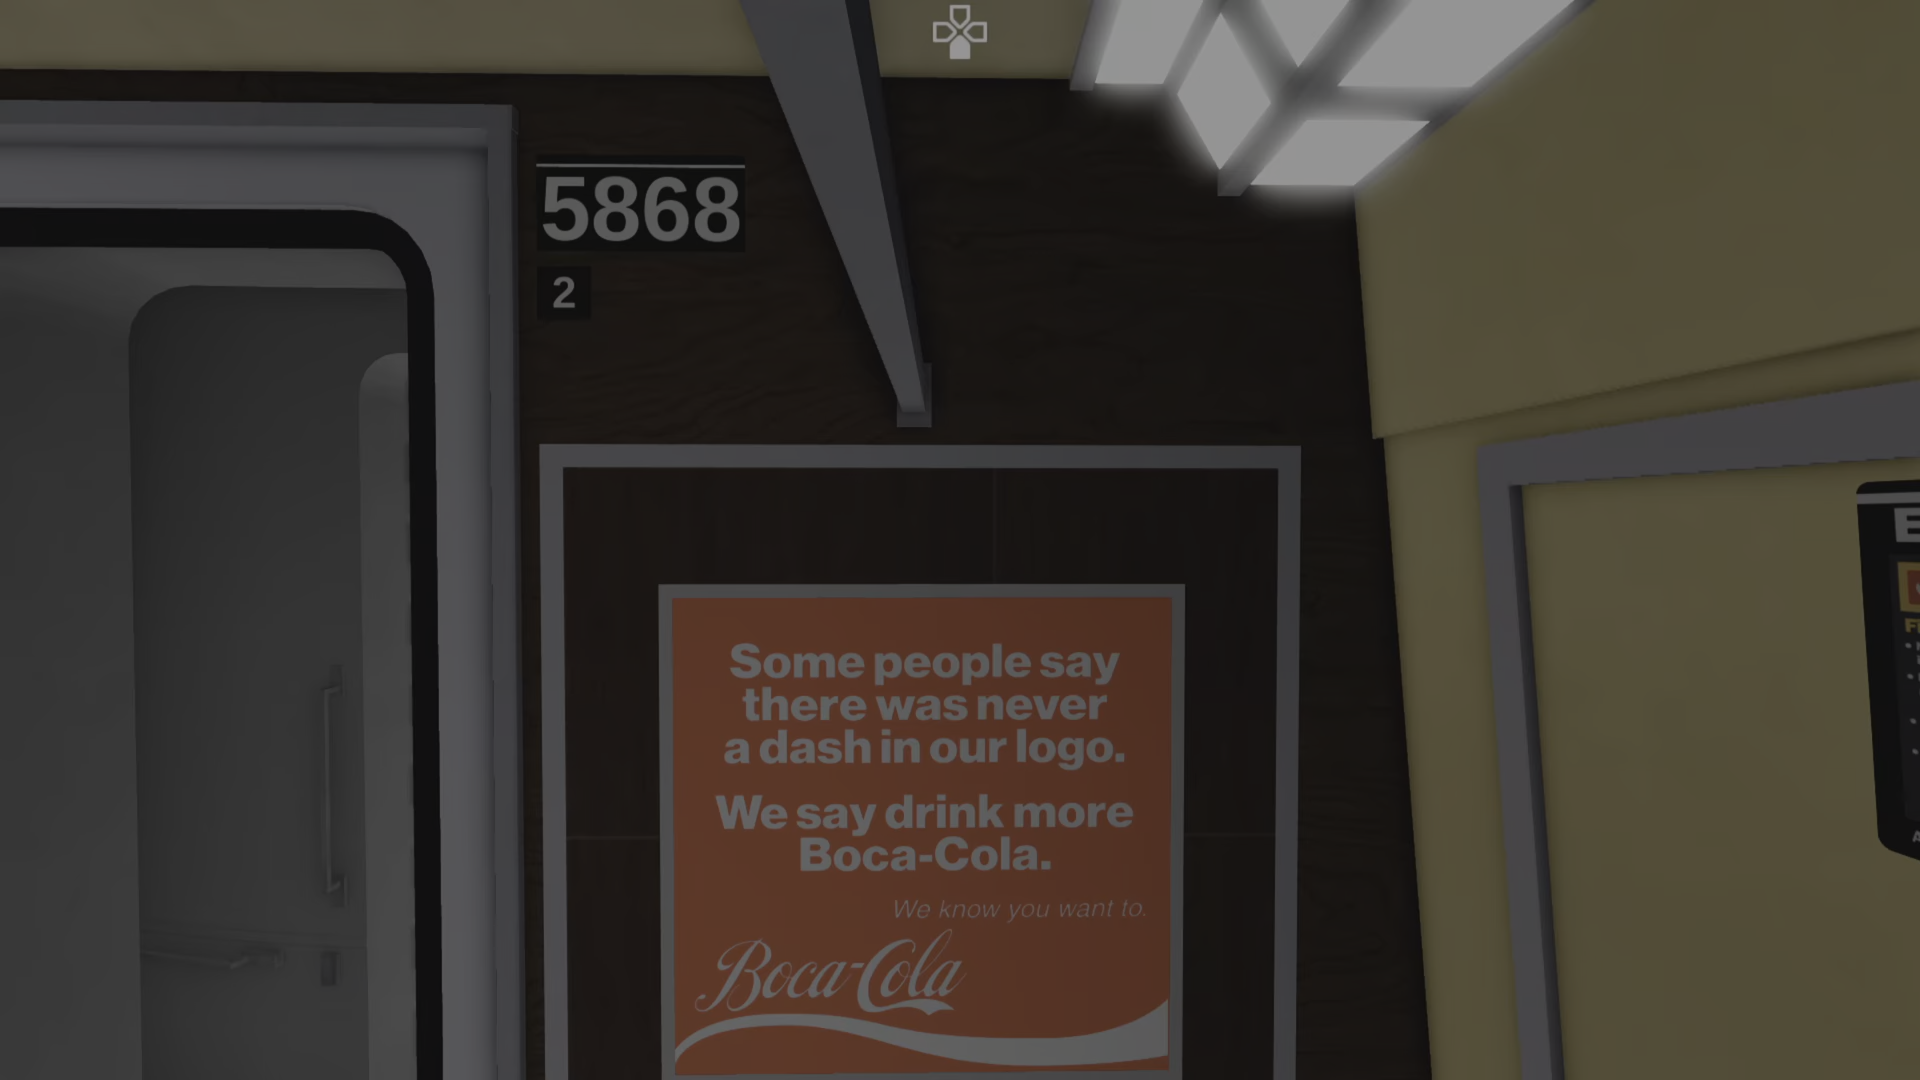 5868
2
Some people say
there was never
a dash in our logo.
We say drink more
Boca-Cola.
We know you want to.
Boca-Cola